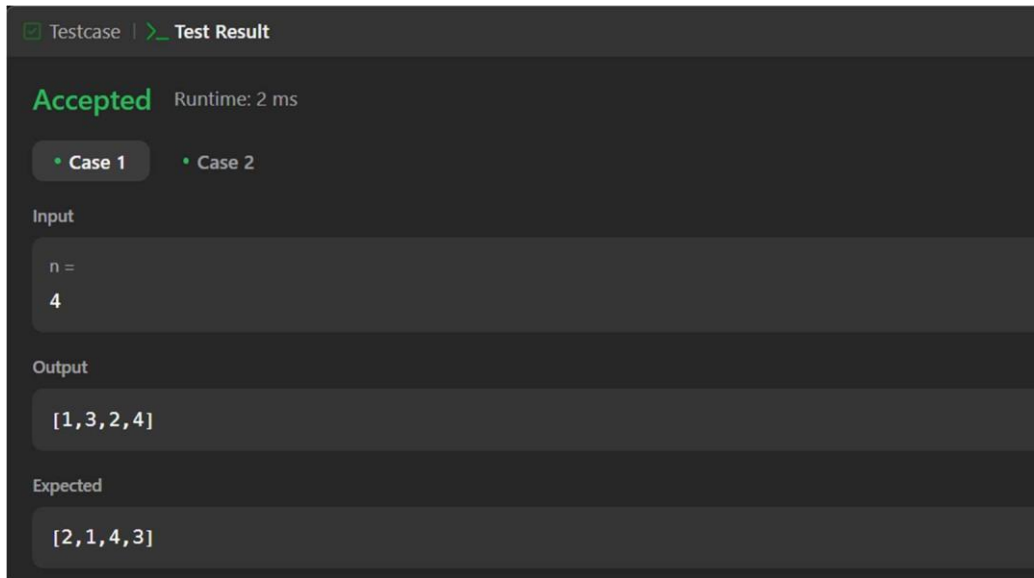 Testcase | >_ Test Result
Accepted Runtime: 2 ms
• Case 1 • Case 2
Input
n =
4
Output
[1,3,2,4]
Expected
[2,1,4,3]